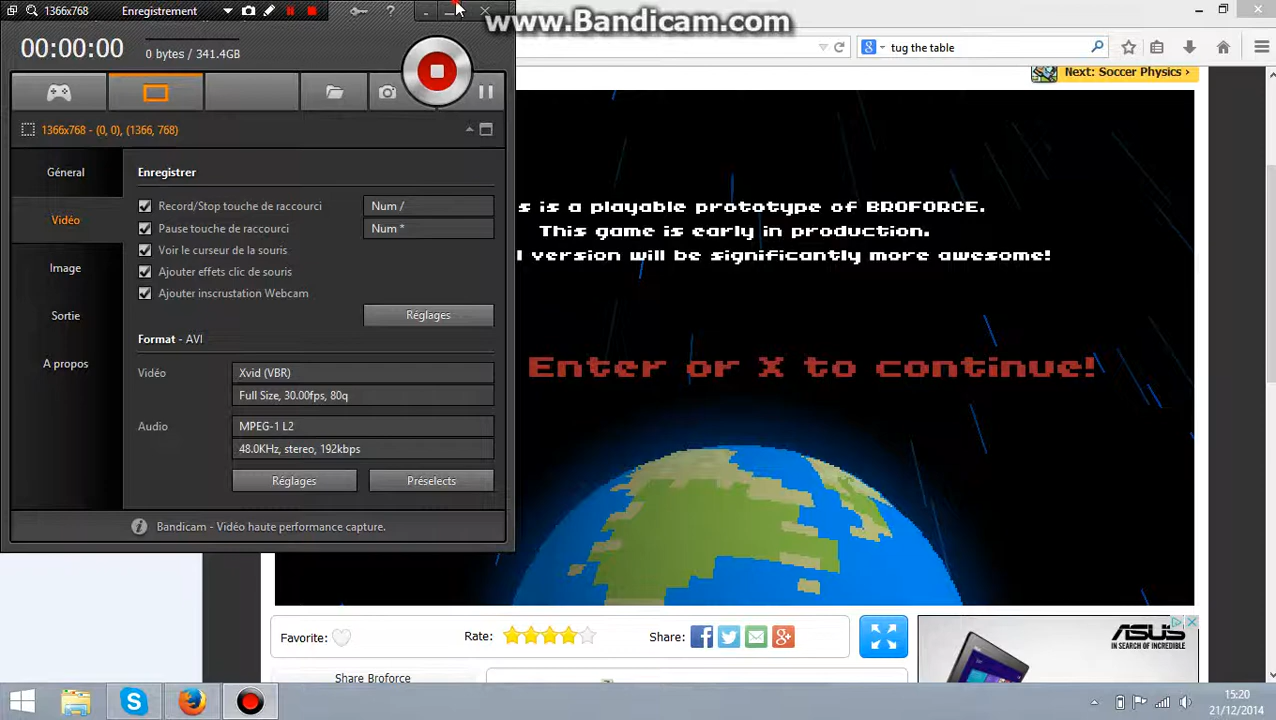 1366x768
Enregistrement
www.Bandicam.com
00:00:00
0 bytes / 341.4GB
tug the table
Next: Soccer Physics ›
1366x768 - (0, 0), (1366, 768)
Géneral
Vidéo
Image
Sortie
A propos
Enregistrer
Record/Stop touche de raccourci
Num /
Pause touche de raccourci
Num *
Voir le curseur de la souris
Ajouter effets clic de souris
Ajouter inscrustation Webcam
Réglages
Format - AVI
Vidéo
Xvid (VBR)
Full Size, 30.00fps, 80q
Audio
MPEG-1 L2
48.0KHz, stereo, 192kbps
Réglages
Préselects
Bandicam - Vidéo haute performance capture.
s is a playable prototype of BROFORCE.
This game is early in production.
l version will be significantly more awesome!
Enter or X to continue!
Favorite:
Rate:
Share:
Share Broforce
ASUS
IN SEARCH OF INCREDIBLE
15:20
21/12/2014